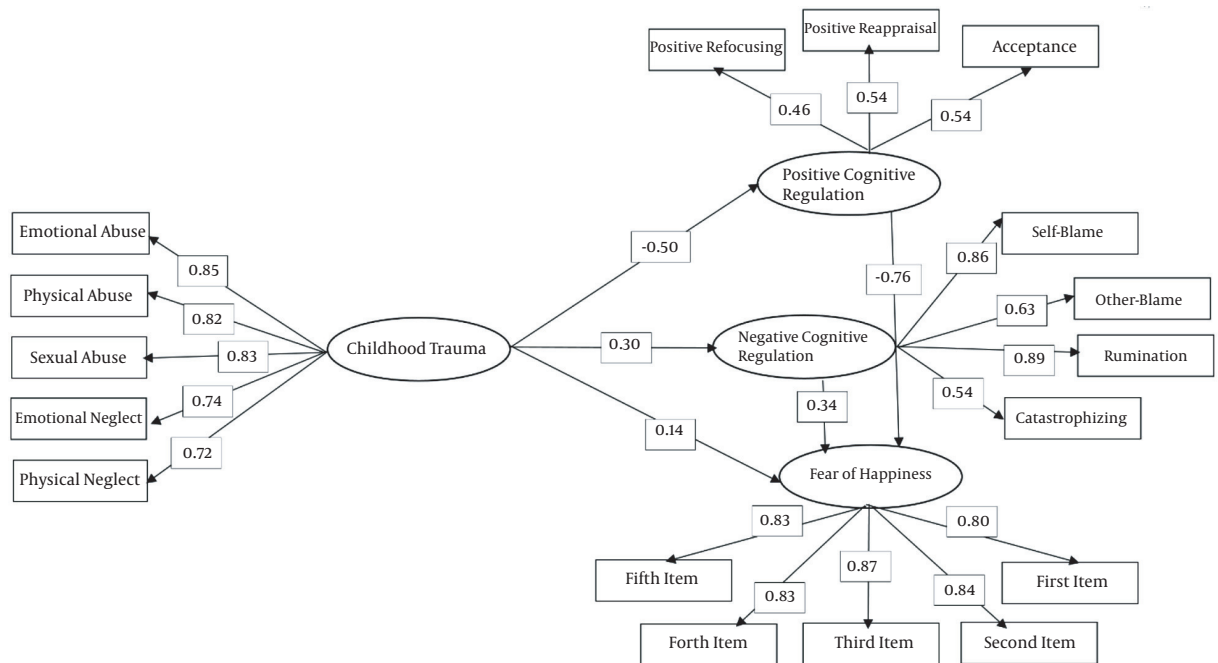 Positive Refocusing
Positive Reappraisal
Acceptance
0.46
0.54
0.54
Positive Cognitive
Regulation
Emotional Abuse
Physical Abuse
Sexual Abuse
Emotional Neglect
Physical Neglect
0.85
0.82
0.83
0.74
0.72
Childhood Trauma
-0.50
0.30
0.14
-0.76
Negative Cognitive
Regulation
0.34
0.86
0.63
0.89
0.54
Self-Blame
Other-Blame
Rumination
Catastrophizing
Fear of Happiness
0.83
0.83
0.87
0.84
0.80
Fifth Item
Forth Item
Third Item
Second Item
First Item